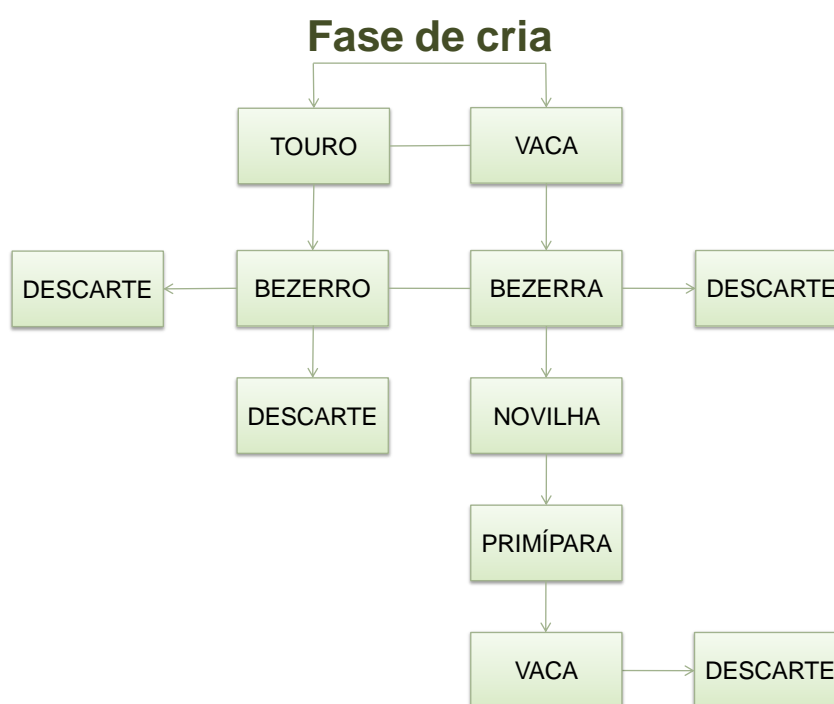 Fase de cria
TOURO
VACA
DESCARTE
BEZERRO
BEZERRA
DESCARTE
DESCARTE
NOVILHA
PRIMÍPARA
VACA
DESCARTE